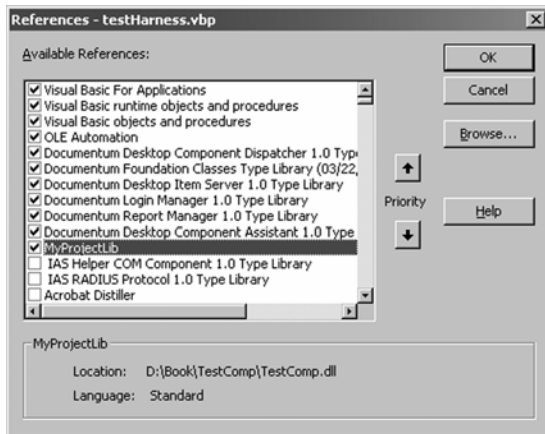 References - testHarness.vbp
Available References:
Visual Basic For Applications
Visual Basic runtime objects and procedures
Visual Basic objects and procedures
OLE Automation
Documentum Desktop Component Dispatcher 1.0 Typ
Documentum Foundation Classes Type Library (03/22,
Documentum Desktop Item Server 1.0 Type Library
Documentum Login Manager 1.0 Type Library
Documentum Report Manager 1.0 Type Library
Documentum Desktop Component Assistant 1.0 Type
MyProjectLib
IAS Helper COM Component 1.0 Type Library
IAS RADIUS Protocol 1.0 Type Library
Acrobat Distiller
Priority
OK
Cancel
Browse...
Help
MyProjectLib
Location: D:\Book\TestComp\TestComp.dll
Language: Standard